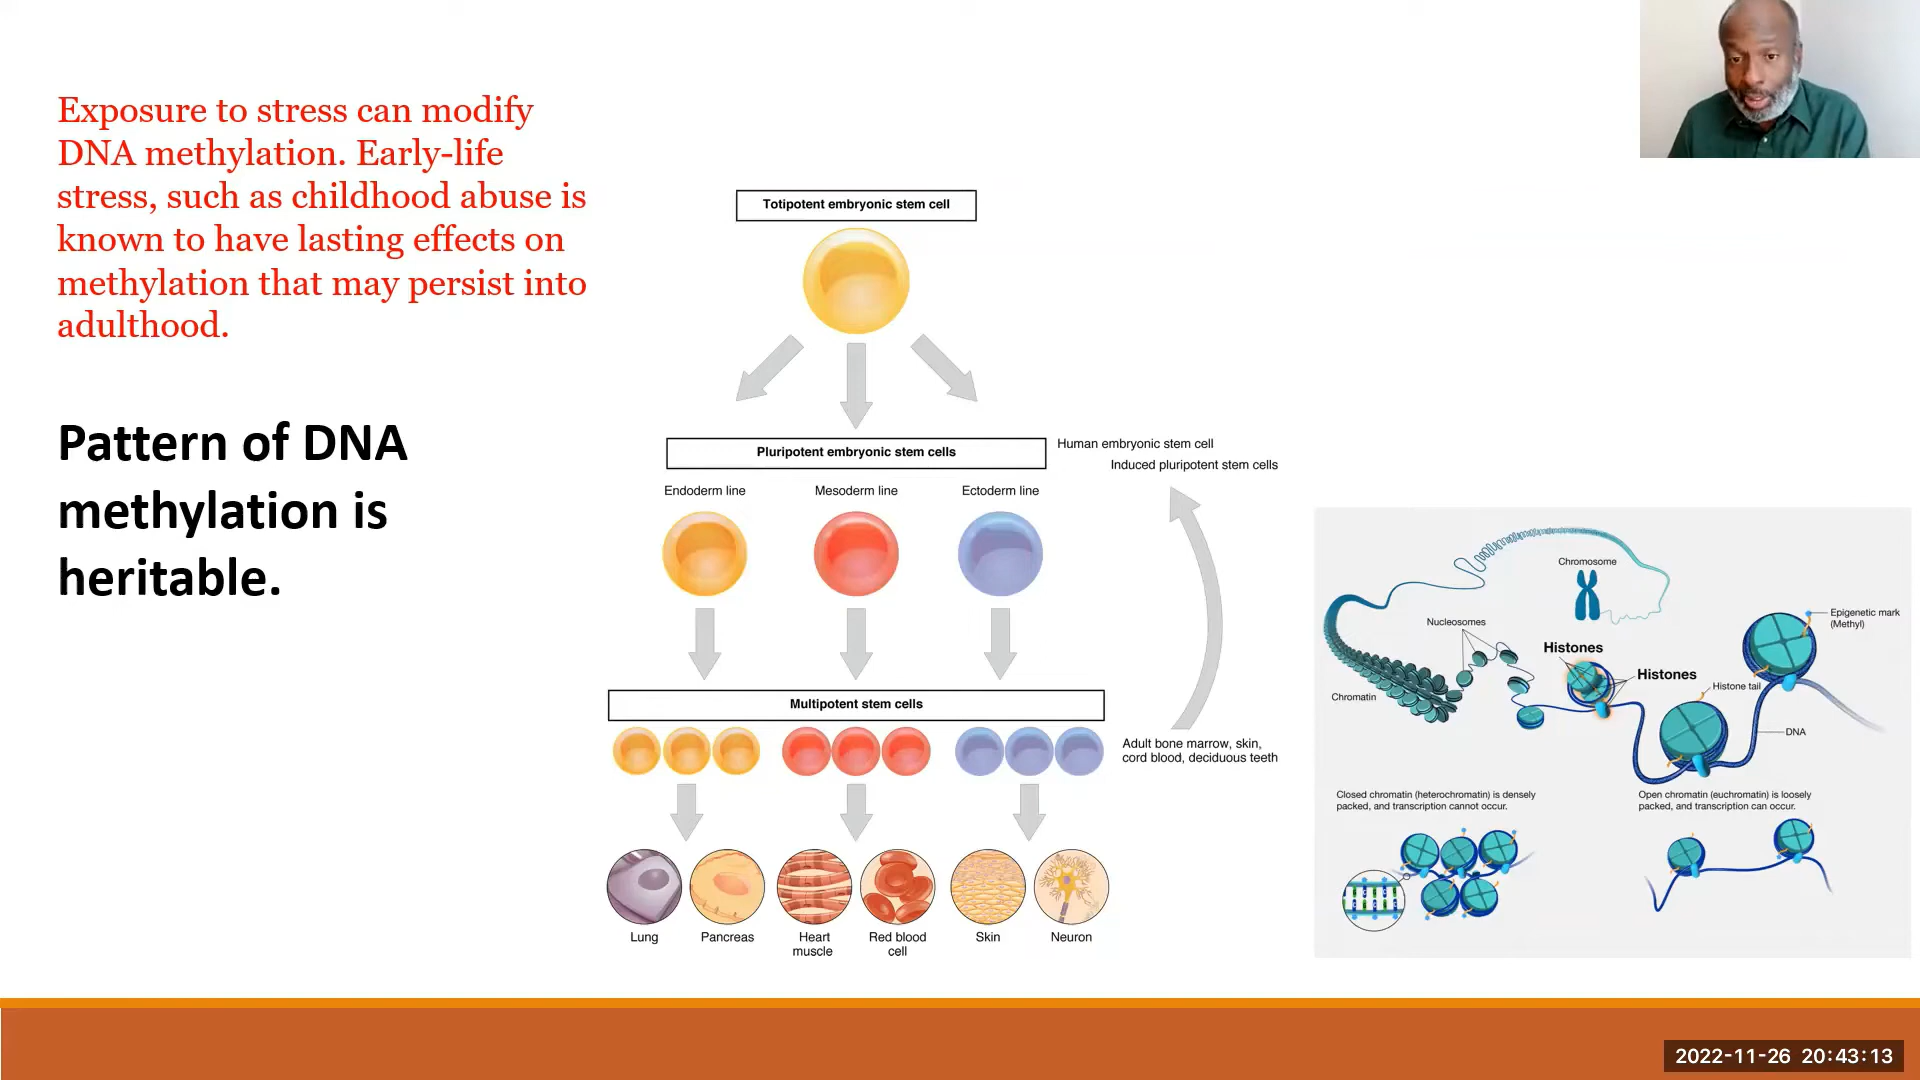 Exposure to stress can modify
DNA methylation. Early-life
stress, such as childhood abuse is
known to have lasting effects on
methylation that may persist into
adulthood.
Pattern of DNA
methylation is
heritable.
Totipotent embryonic stem cell
Pluripotent embryonic stem cells
Human embryonic stem cell
Induced pluripotent stem cells
Endoderm line
Mesoderm line
Ectoderm line
Multipotent stem cells
Adult bone marrow, skin,
cord blood, deciduous teeth
Lung
Pancreas
Heart
muscle
Red blood
cell
Skin
Neuron
Chromosome
Epigenetic mark
(Methyl)
Nucleosomes
Histones
Histones
Histone tail
Chromatin
DNA
Closed chromatin (heterochromatin) is densely
packed, and transcription cannot occur.
Open chromatin (euchromatin) is loosely
packed, and transcription can occur.
2022-11-26 20:43:13